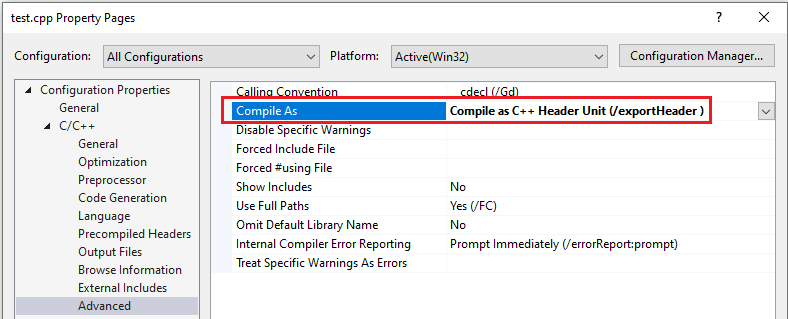 test.cpp Property Pages
?
Configuration: All Configurations Platform: Active(Win32) Configuration Manager...
Configuration Properties
General
C/C++
General
Optimization
Preprocessor
Code Generation
Language
Precompiled Headers
Output Files
Browse Information
External Includes
Advanced
Calling Convention __cdecl (/Gd)
Compile As Compile as C++ Header Unit (/exportHeader )
Disable Specific Warnings
Forced Include File
Forced #using File
Show Includes No
Use Full Paths Yes (/FC)
Omit Default Library Name No
Internal Compiler Error Reporting Prompt Immediately (/errorReport:prompt)
Treat Specific Warnings As Errors